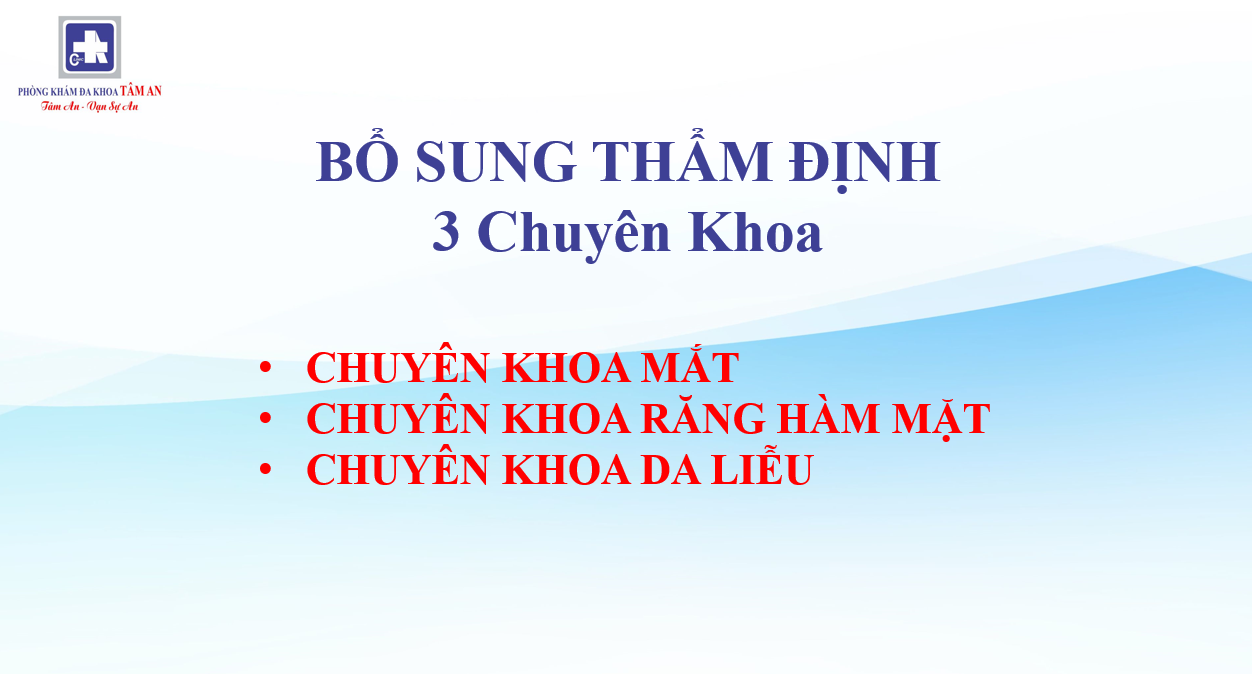 PHÒNG KHÁM ĐA KHOA TÂM AN
Tâm An - Vạn Sự An
BỔ SUNG THẨM ĐỊNH
3 Chuyên Khoa
• CHUYÊN KHOA MẮT
• CHUYÊN KHOA RĂNG HÀM MẶT
• CHUYÊN KHOA DA LIỄU